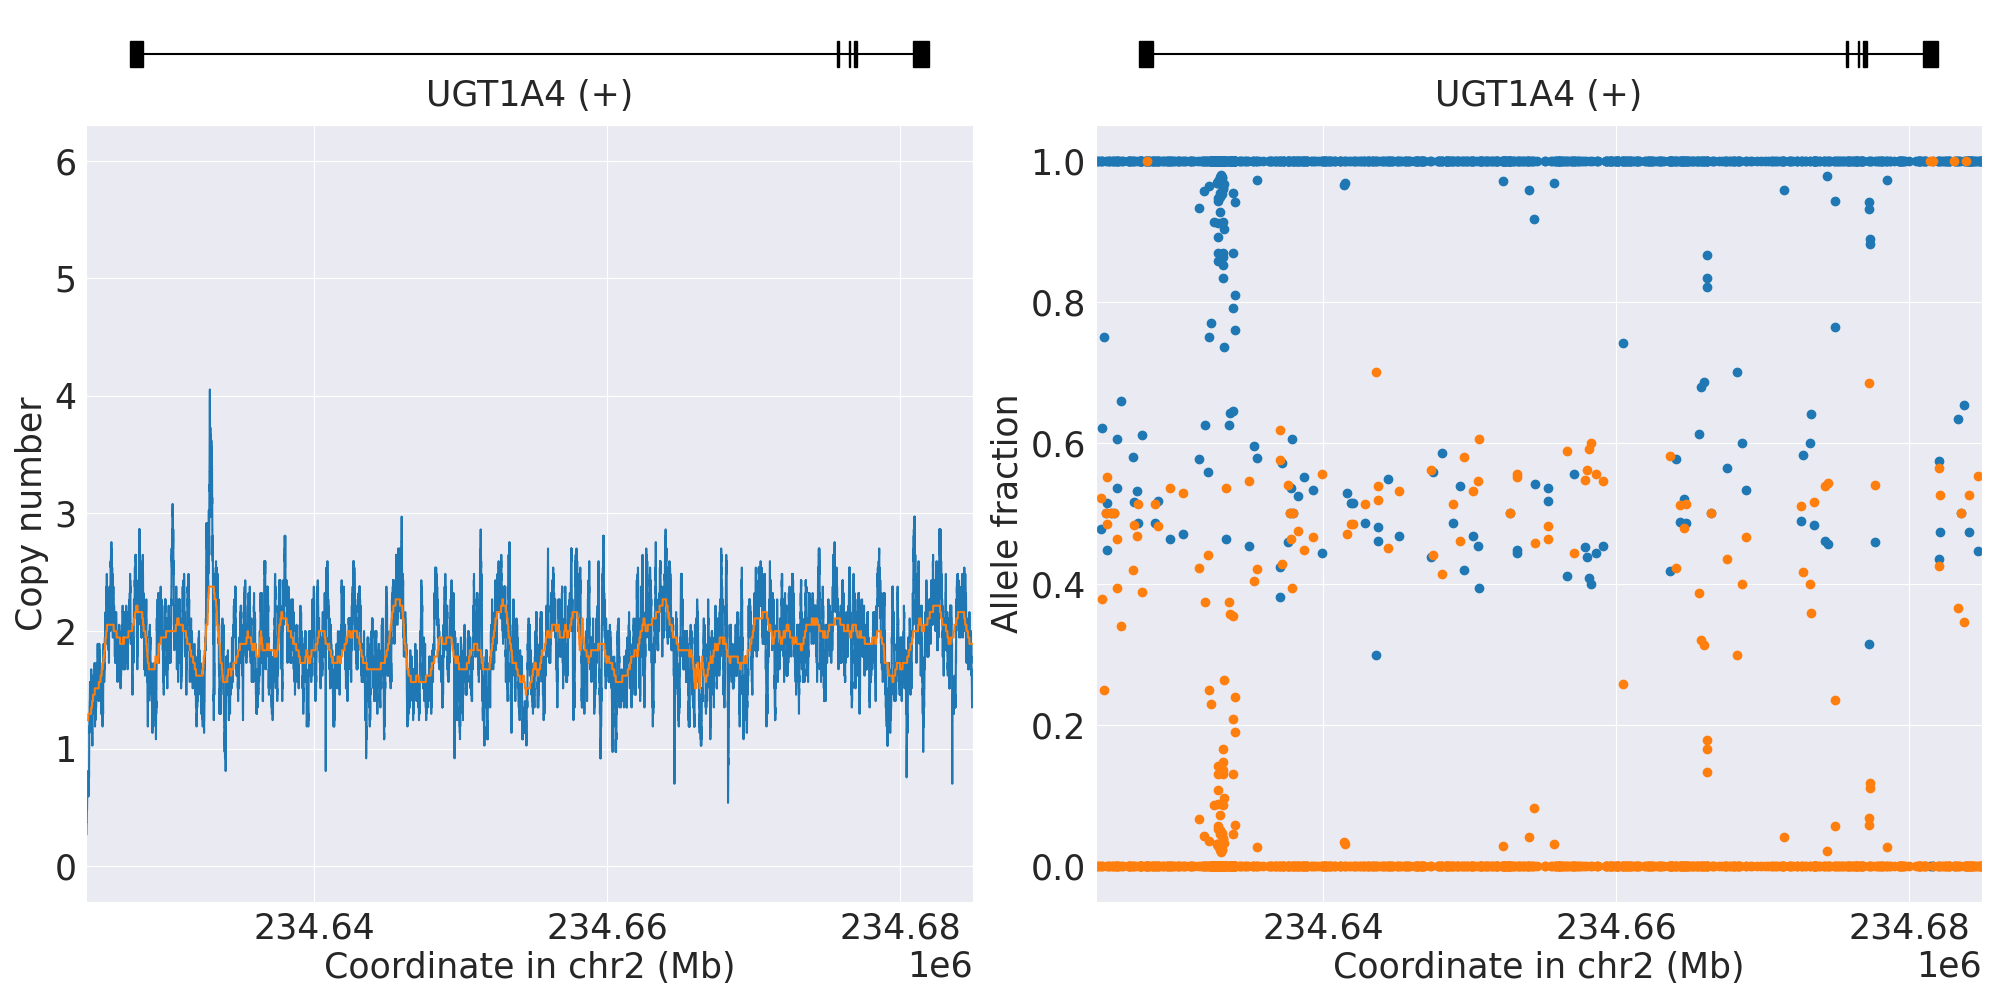 UGT1A4 (+)
Copy number
6
5
4
3
2
1
0
234.64
234.66
234.68
Coordinate in chr2 (Mb)
1e6
UGT1A4 (+)
Allele fraction
1.0
0.8
0.6
0.4
0.2
0.0
234.64
234.66
234.68
Coordinate in chr2 (Mb)
1e6